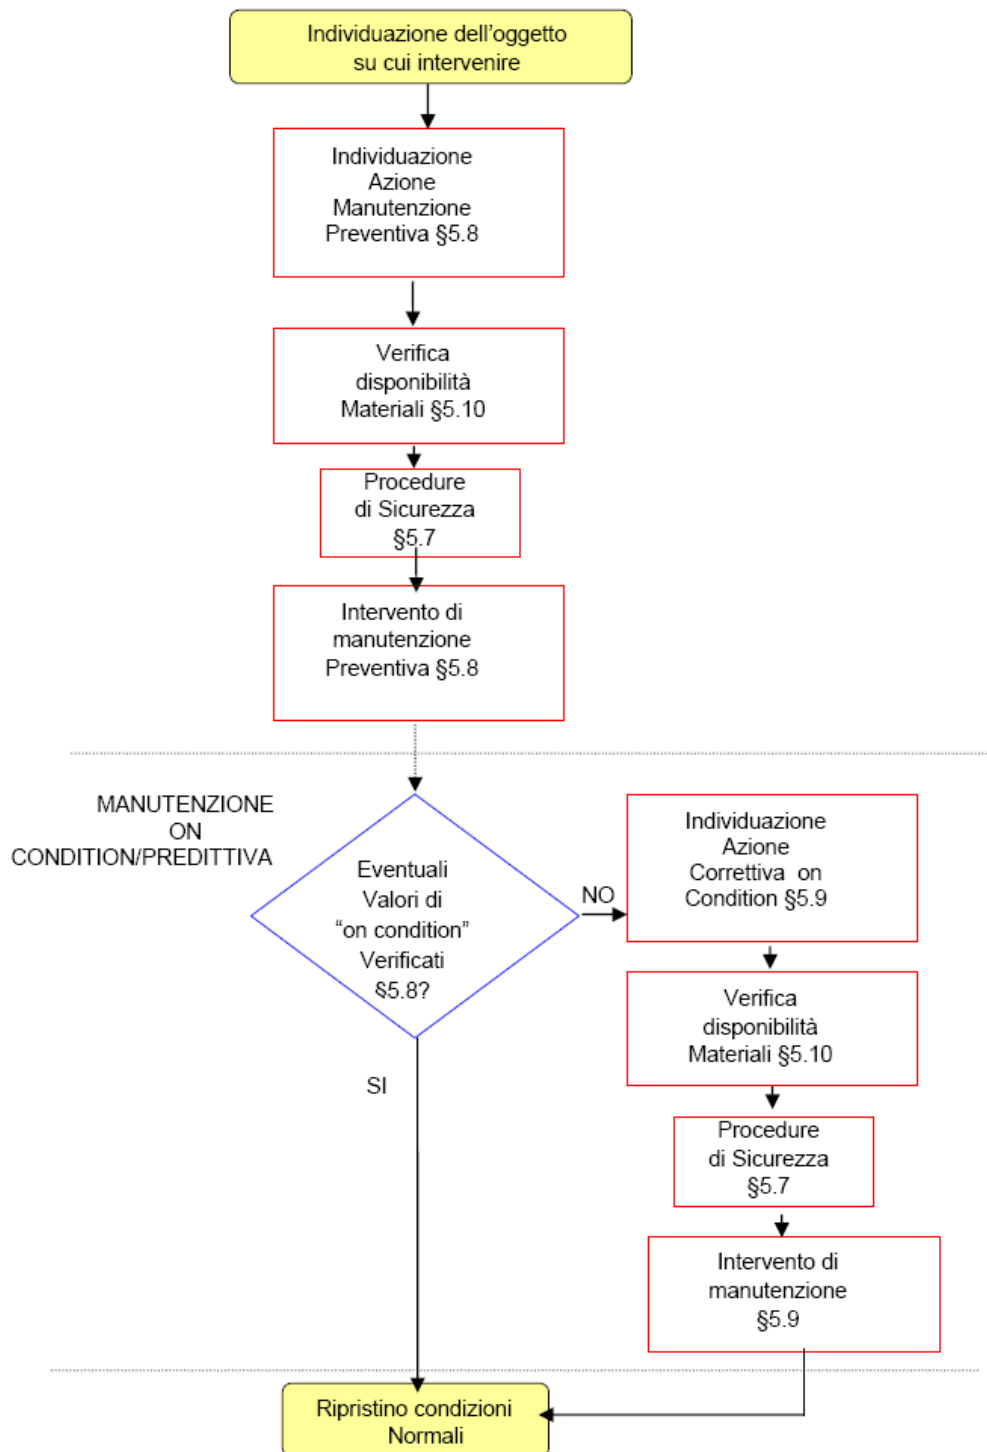 Individuazione dell'oggetto
su cui intervenire
Individuazione
Azione
Manutenzione
Preventiva §5.8
Verifica
disponibilità
Materiali §5.10
Procedure
di Sicurezza
§5.7
Intervento di
manutenzione
Preventiva §5.8
MANUTENZIONE
ON
CONDITION/PREDITTIVA
Eventuali
Valori di
“on condition”
Verificati
§5.8?
NO
SI
Individuazione
Azione
Correttiva on
Condition §5.9
Verifica
disponibilità
Materiali §5.10
Procedure
di Sicurezza
§5.7
Intervento di
manutenzione
§5.9
Ripristino condizioni
Normali